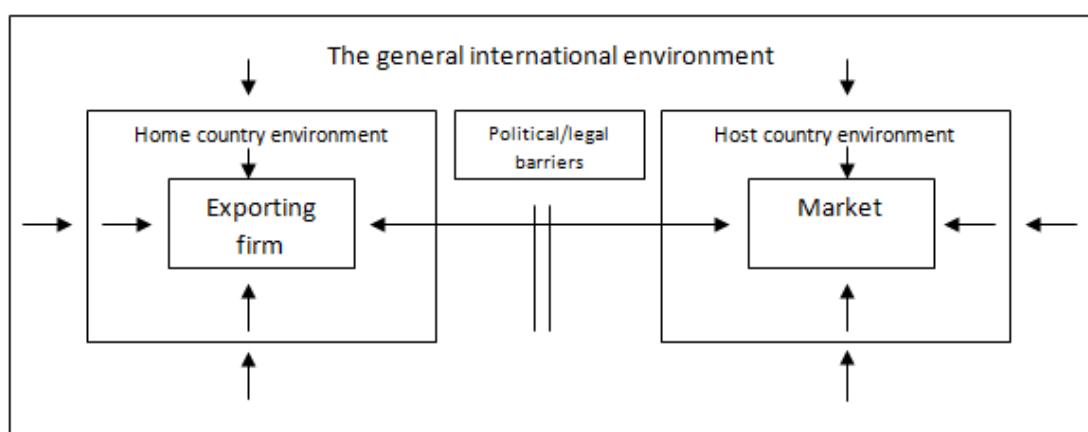 The general international environment
Home country environment
Political/legal
barriers
Host country environment
Exporting
firm
Market